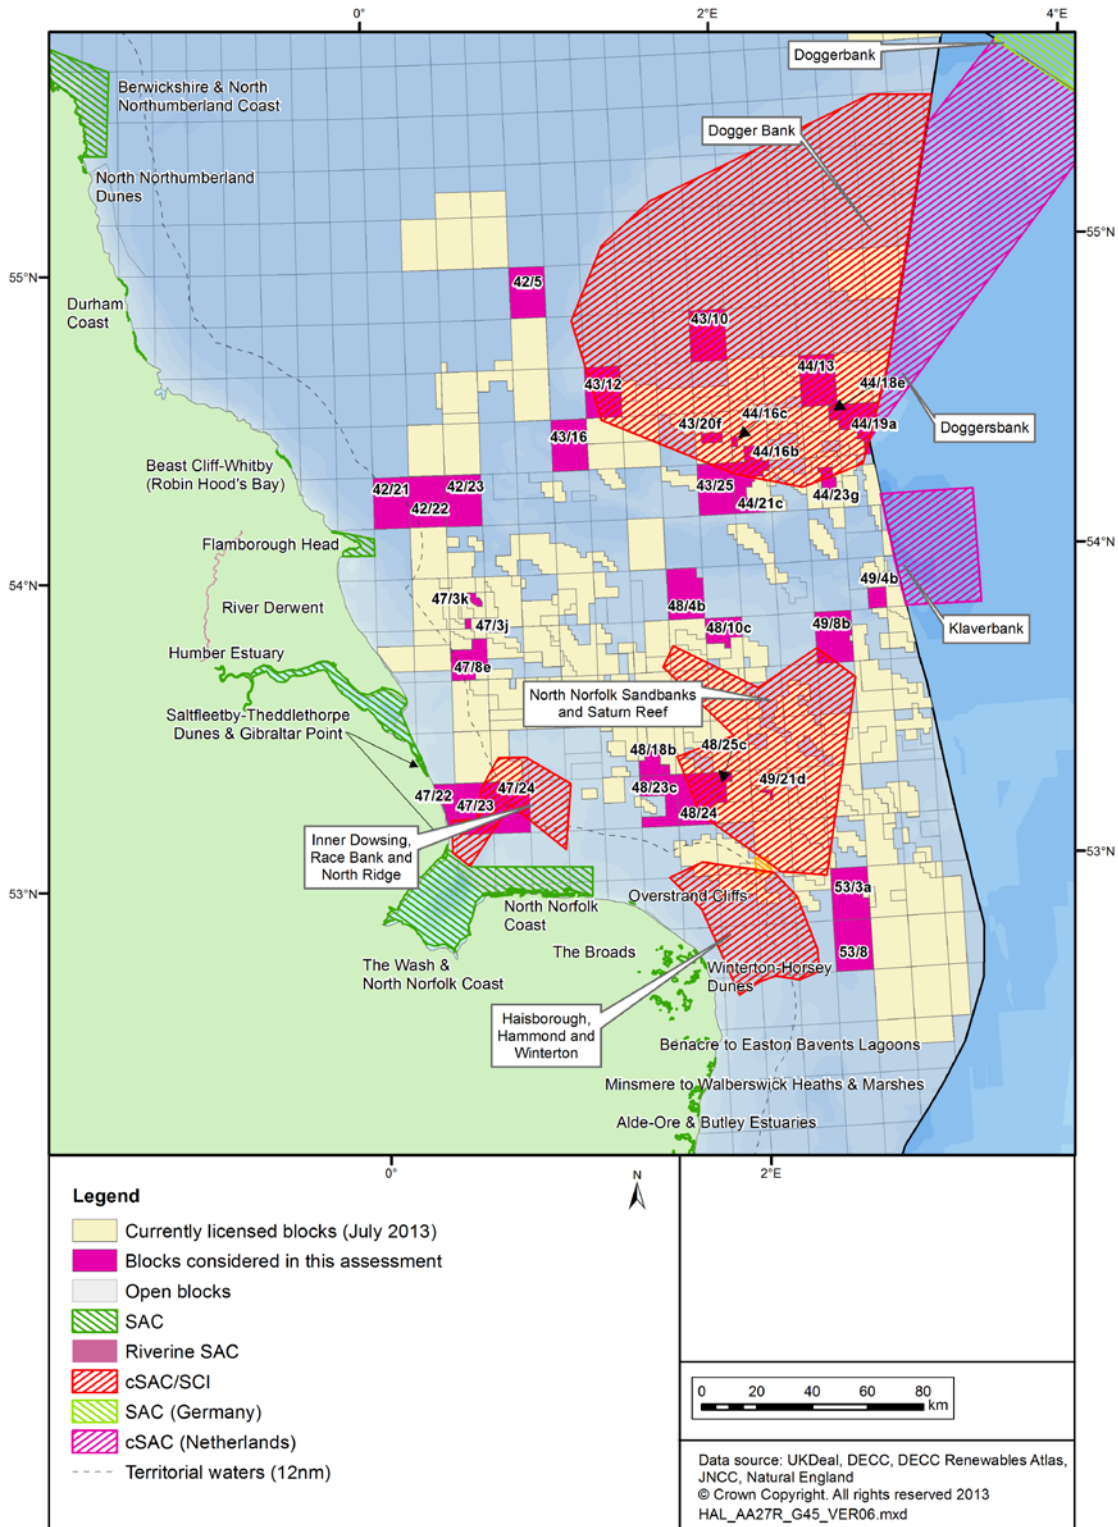 0°
2°E
4°E
Doggerbank
Berwickshire & North
Northumberland Coast
Dogger Bank
North Northumberland
Dunes
55°N
55°N
42/5
Durham
Coast
43/10
44/13
43/12
44/18e
44/16c
43/20f
44/19a
43/16
Doggersbank
44/16b
Beast Cliff-Whitby
(Robin Hood's Bay)
42/21
42/23
43/25
42/22
44/21c
44/23g
Flamborough Head
54°N
54°N
49/4b
47/3k
River Derwent
48/4b
47/3j
48/10c
49/8b
Klaverbank
Humber Estuary
47/8e
North Norfolk Sandbanks
and Saturn Reef
Saltfleetby-Theddlethorpe
Dunes & Gibraltar Point
48/18b
48/25c
49/21d
47/22
47/24
48/23c
47/23
48/24
Inner Dowsing,
Race Bank and
North Ridge
53°N
53°N
53/3a
Overstrand Cliffs
North Norfolk
Coast
The Broads
53/8
The Wash &
North Norfolk Coast
Winterton-Horsey
Dunes
Haisborough,
Hammond and
Winterton
Benacre to Easton Bavents Lagoons
Minsmere to Walberswick Heaths & Marshes
Alde-Ore & Butley Estuaries
0°
2°E
N
Legend
Currently licensed blocks (July 2013)
Blocks considered in this assessment
Open blocks
SAC
Riverine SAC
cSAC/SCI
SAC (Germany)
cSAC (Netherlands)
Territorial waters (12nm)
0 20 40 60 80
km
Data source: UKDeal, DECC, DECC Renewables Atlas,
JNCC, Natural England
© Crown Copyright. All rights reserved 2013
HAL_AA27R_G45_VER06.mxd